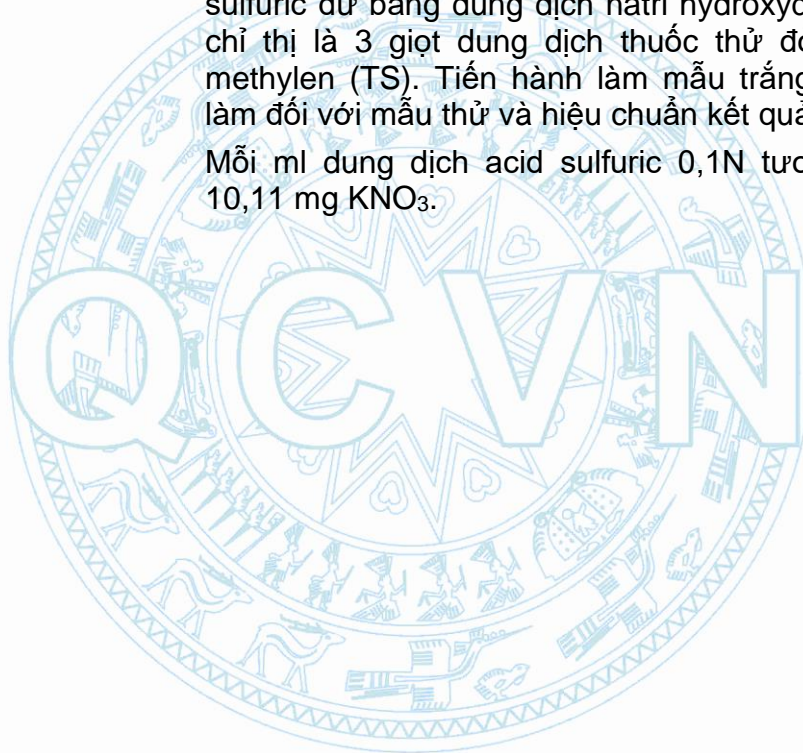 sulfuric dư bằng dung dịch natri hydroxyd
chỉ thị là 3 giọt dung dịch thuốc thử đỏ
methylen (TS). Tiến hành làm mẫu trắng
làm đối với mẫu thử và hiệu chuẩn kết quả
Mỗi ml dung dịch acid sulfuric 0,1N tươ
10,11 mg KNO₃.
QCVN